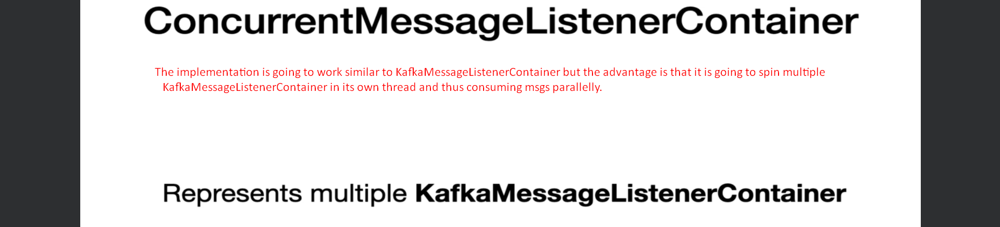 ConcurrentMessageListenerContainer
The implementation is going to work similar to KafkaMessageListenerContainer but the advantage is that it is going to spin multiple
KafkaMessageListenerContainer in its own thread and thus consuming msgs parallelly.
Represents multiple KafkaMessageListenerContainer